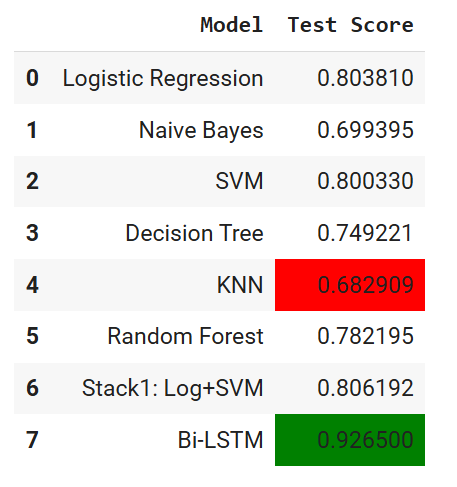 Model Test Score
0 Logistic Regression 0.803810
1 Naive Bayes 0.699395
2 SVM 0.800330
3 Decision Tree 0.749221
4 KNN 0.682909
5 Random Forest 0.782195
6 Stack1: Log+SVM 0.806192
7 Bi-LSTM 0.926500